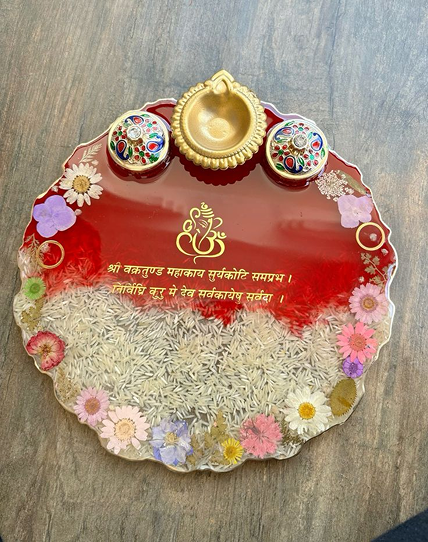 श्री वक्रतुण्ड महाकाय सुर्यकोटि समप्रभ ।
निर्विघ्नं कुरु मे देव सर्वकार्येषु सर्वदा ।